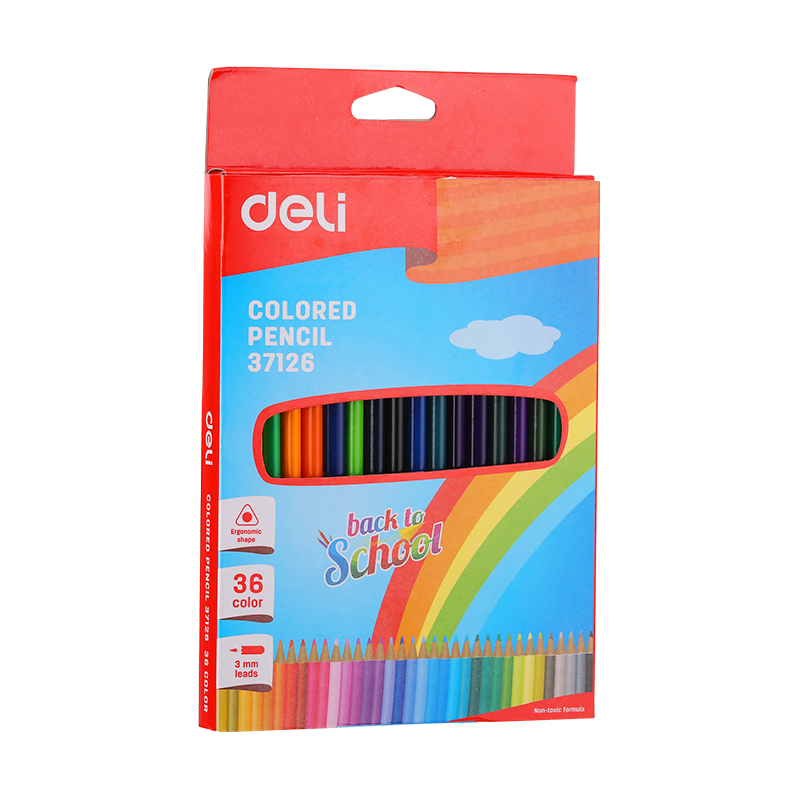 deli
COLORED
PENCIL
37126
back to
School
Ergonomic
shape
36
color
3 mm
leads
Non-toxic formula
deli
COLORED PENCIL 37126 36 COLOR